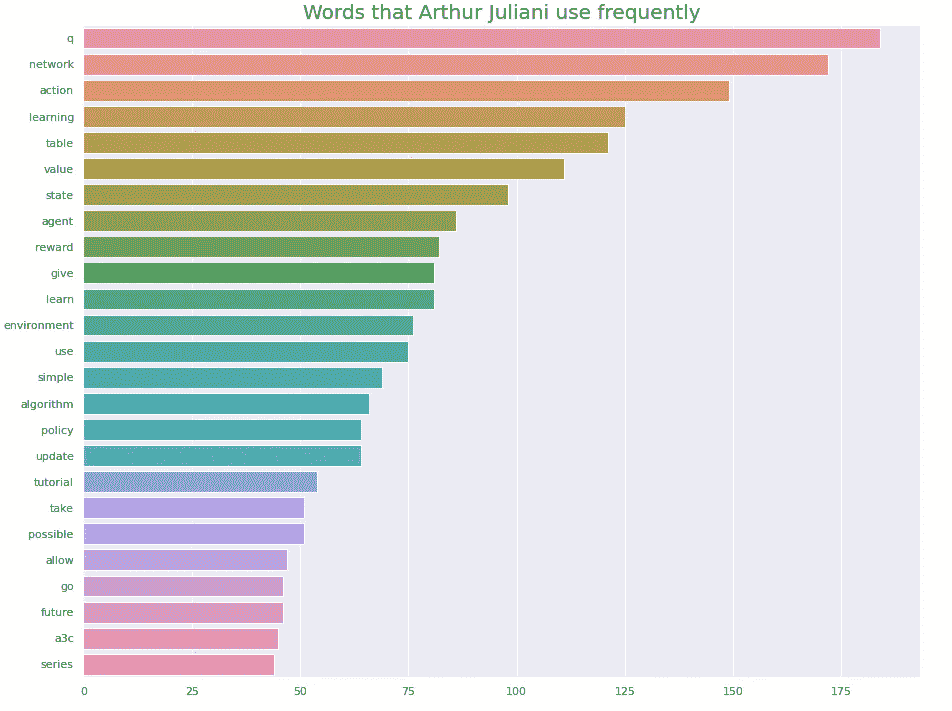 Words that Arthur Juliani use frequently
q
network
action
learning
table
value
state
agent
reward
give
learn
environment
use
simple
algorithm
policy
update
tutorial
take
possible
allow
go
future
a3c
series
0 25 50 75 100 125 150 175